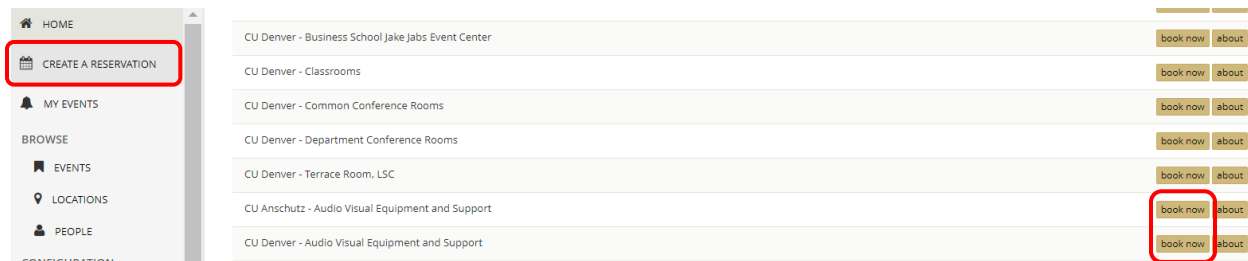 HOME
CREATE A RESERVATION
MY EVENTS
BROWSE
EVENTS
LOCATIONS
PEOPLE
CONFIGURATION
CU Denver - Business School Jake Jabs Event Center book now about
CU Denver - Classrooms book now about
CU Denver - Common Conference Rooms book now about
CU Denver - Department Conference Rooms book now about
CU Denver - Terrace Room, LSC book now about
CU Anschutz - Audio Visual Equipment and Support book now about
CU Denver - Audio Visual Equipment and Support book now about